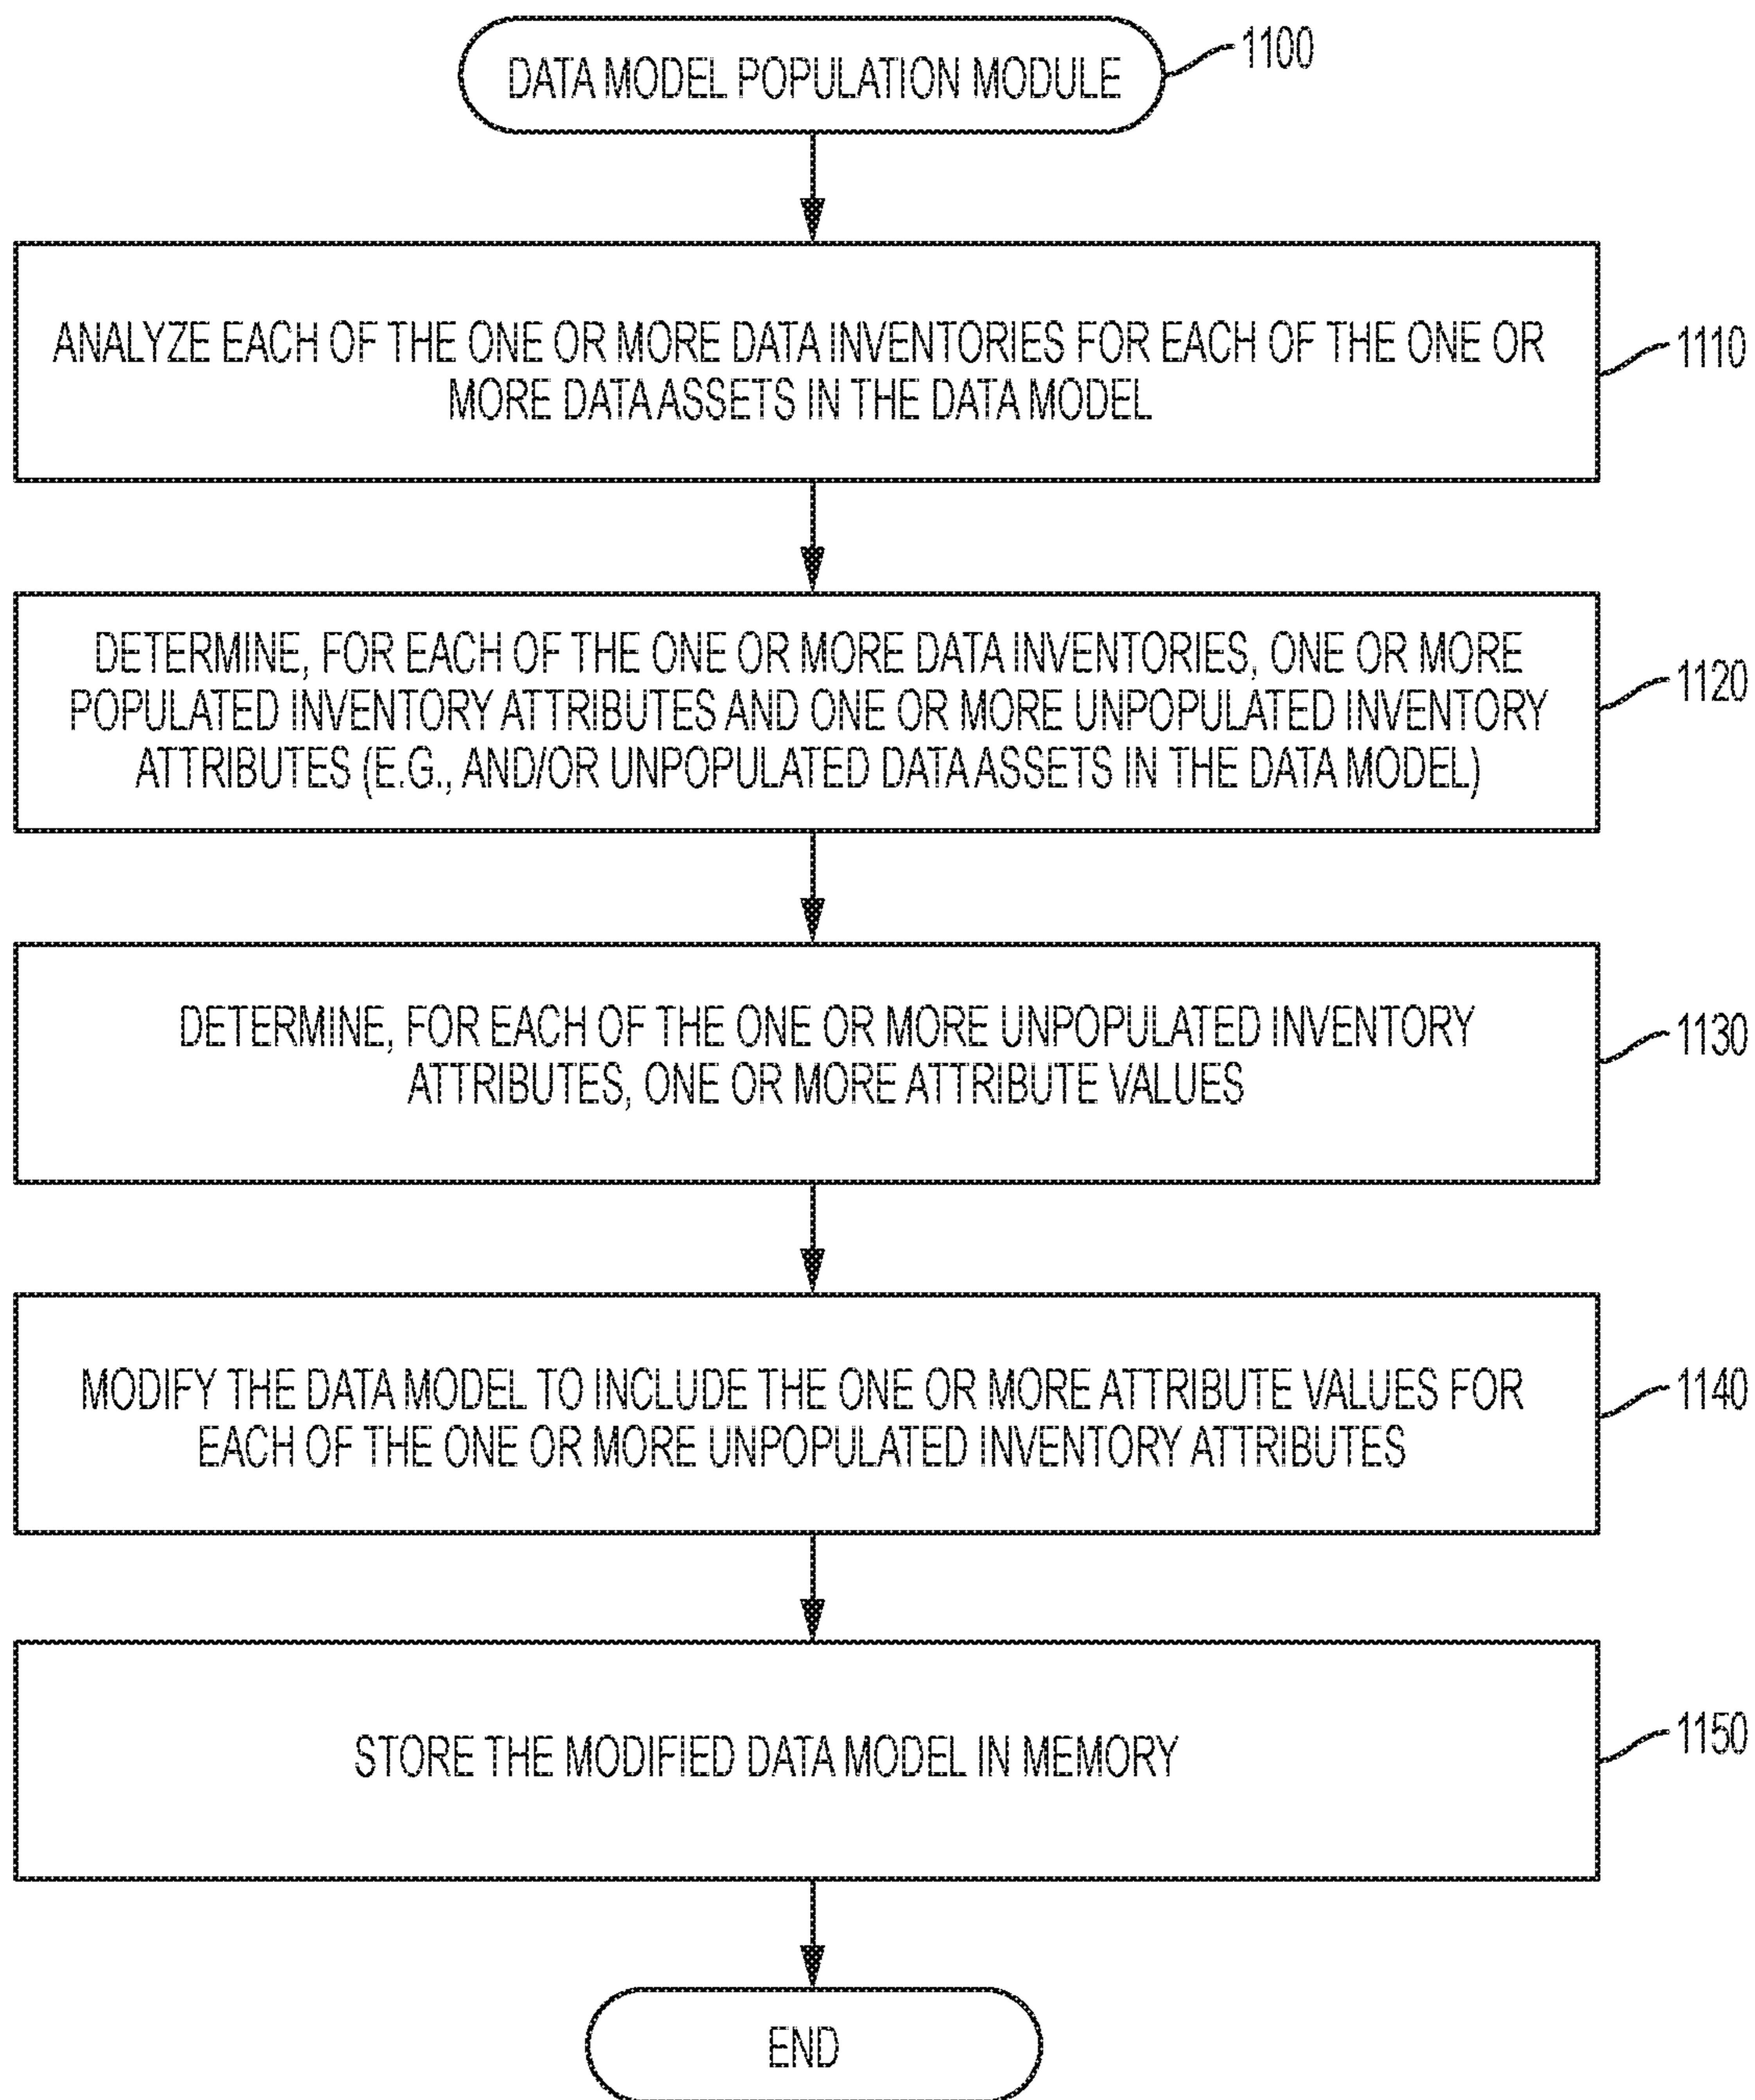 DATA MODEL POPULATION MODULE
1100
ANALYZE EACH OF THE ONE OR MORE DATA INVENTORIES FOR EACH OF THE ONE OR
MORE DATA ASSETS IN THE DATA MODEL
1110
DETERMINE, FOR EACH OF THE ONE OR MORE DATA INVENTORIES, ONE OR MORE
POPULATED INVENTORY ATTRIBUTES AND ONE OR MORE UNPOPULATED INVENTORY
ATTRIBUTES (E.G., AND/OR UNPOPULATED DATA ASSETS IN THE DATA MODEL)
1120
DETERMINE, FOR EACH OF THE ONE OR MORE UNPOPULATED INVENTORY
ATTRIBUTES, ONE OR MORE ATTRIBUTE VALUES
1130
MODIFY THE DATA MODEL TO INCLUDE THE ONE OR MORE ATTRIBUTE VALUES FOR
EACH OF THE ONE OR MORE UNPOPULATED INVENTORY ATTRIBUTES
1140
STORE THE MODIFIED DATA MODEL IN MEMORY
1150
END